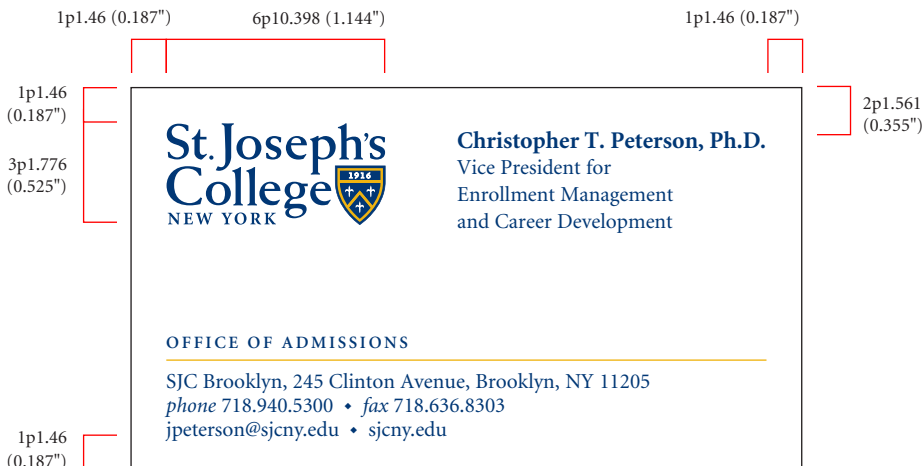 1p1.46 (0.187")
6p10.398 (1.144")
1p1.46 (0.187")
1p1.46
(0.187")
3p1.776
(0.525")
2p1.561
(0.355")
St. Joseph's
College
1916
NEW YORK
Christopher T. Peterson, Ph.D.
Vice President for
Enrollment Management
and Career Development
OFFICE OF ADMISSIONS
SJC Brooklyn, 245 Clinton Avenue, Brooklyn, NY 11205
phone 718.940.5300 ◆ fax 718.636.8303
jpeterson@sjcny.edu ◆ sjcny.edu
1p1.46
(0.187")